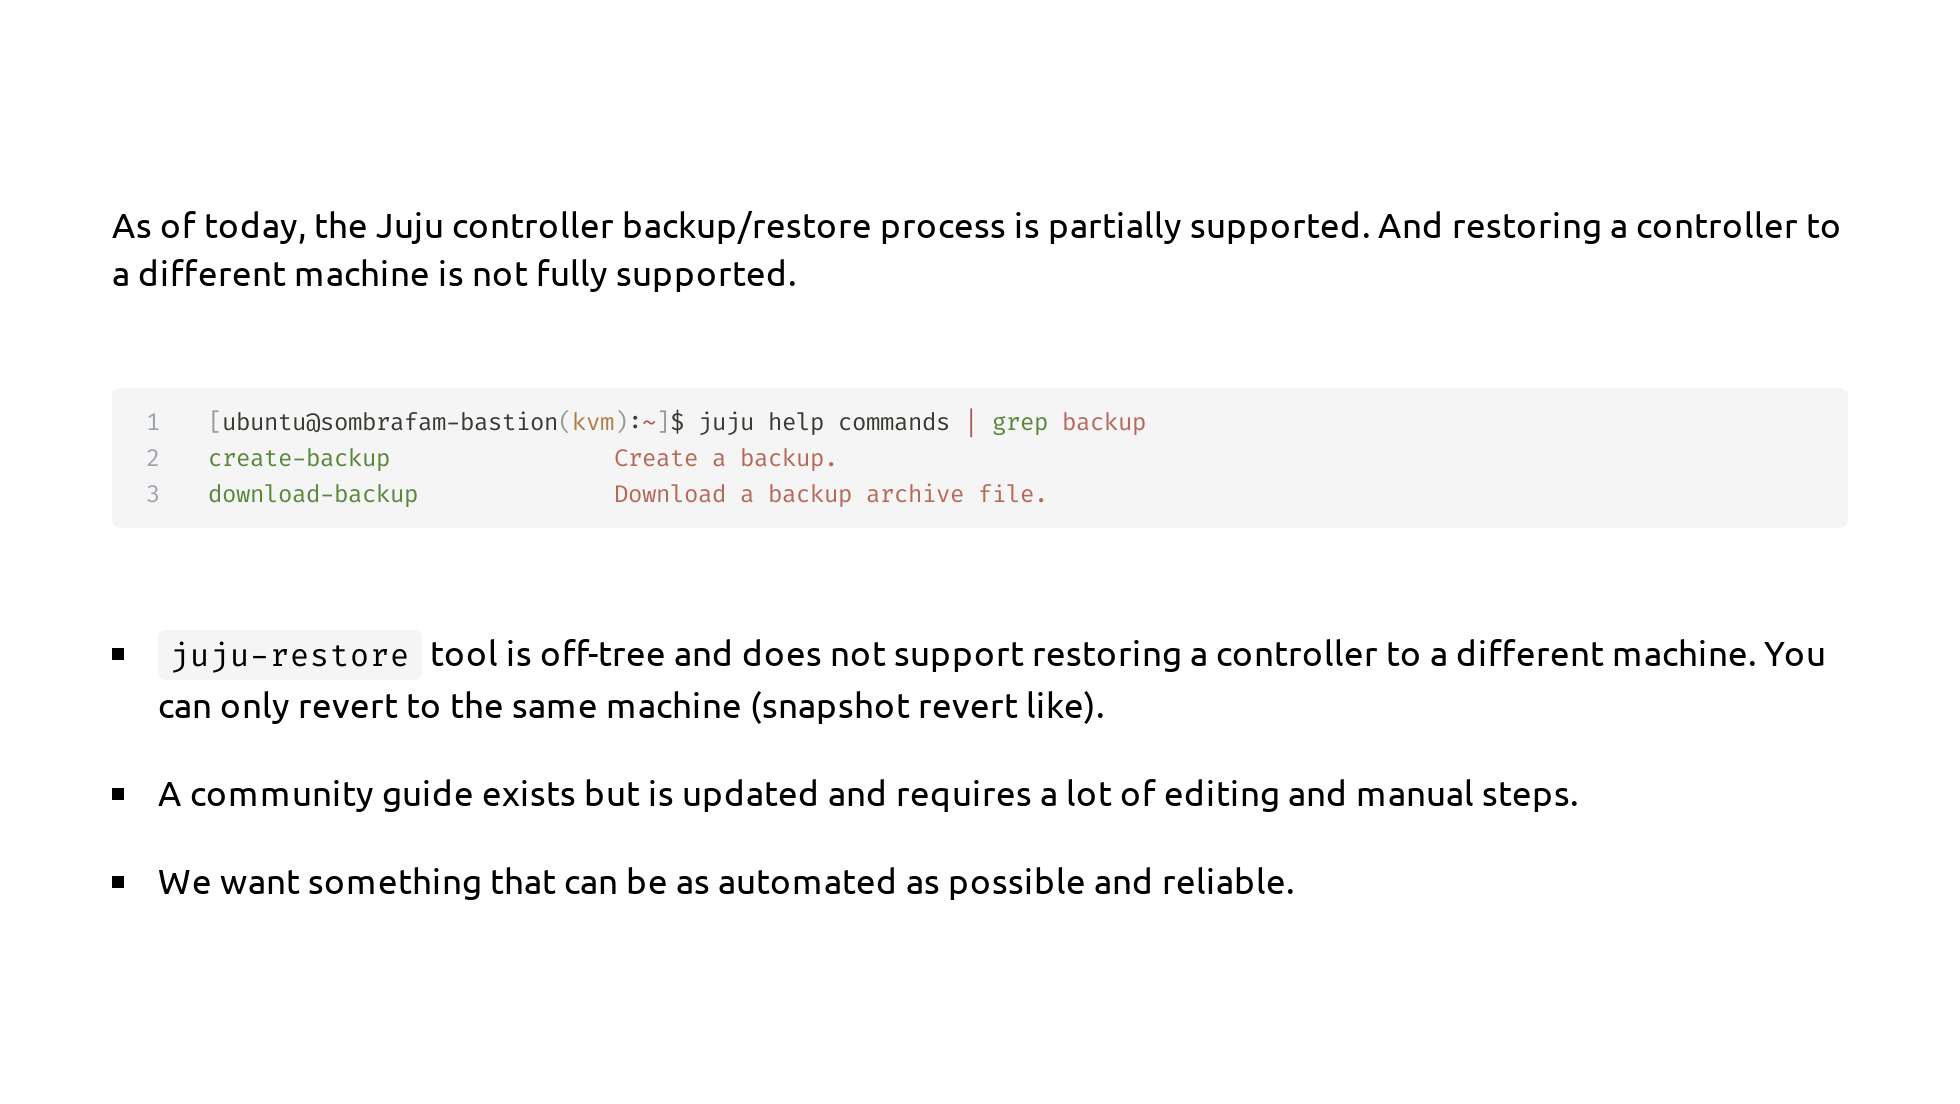 As of today, the Juju controller backup/restore process is partially supported. And restoring a controller to
a different machine is not fully supported.
1 [ubuntu@sombrafam-bastion(kvm):~]$ juju help commands | grep backup
2 create-backup                Create a backup.
3 download-backup              Download a backup archive file.
▪ juju-restore tool is off-tree and does not support restoring a controller to a different machine. You
can only revert to the same machine (snapshot revert like).
▪ A community guide exists but is updated and requires a lot of editing and manual steps.
▪ We want something that can be as automated as possible and reliable.